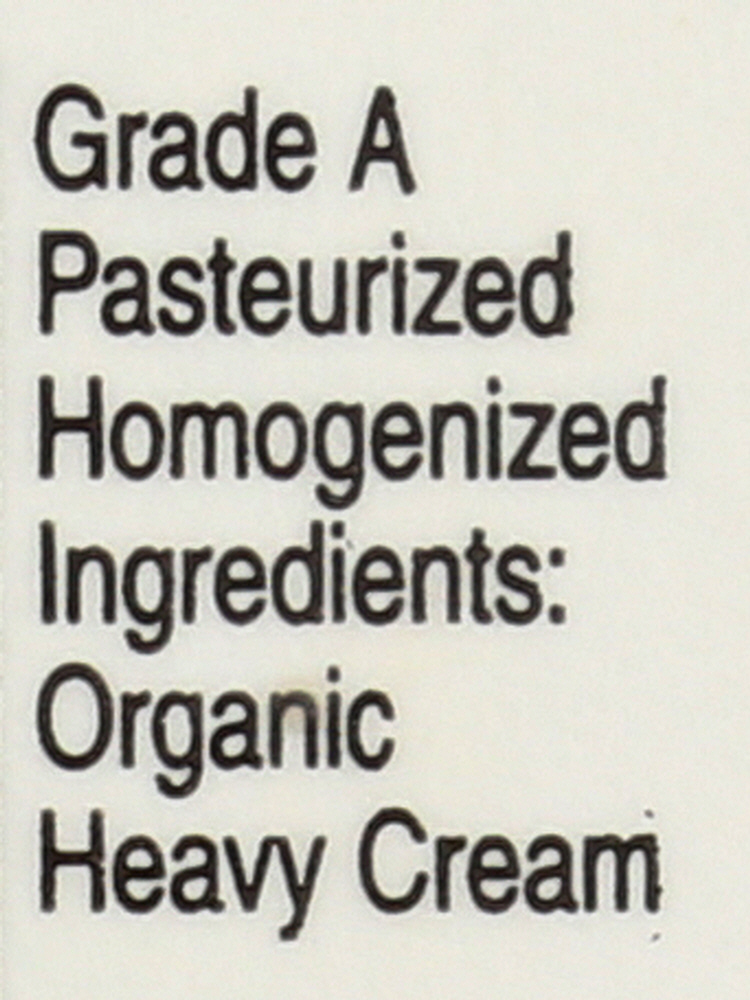 Grade A
Pasteurized
Homogenized
Ingredients:
Organic
Heavy Cream